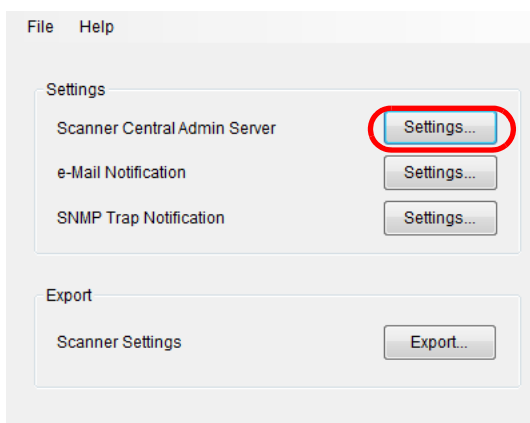 File Help
Settings
Scanner Central Admin Server Settings...
e-Mail Notification Settings...
SNMP Trap Notification Settings...
Export
Scanner Settings Export...